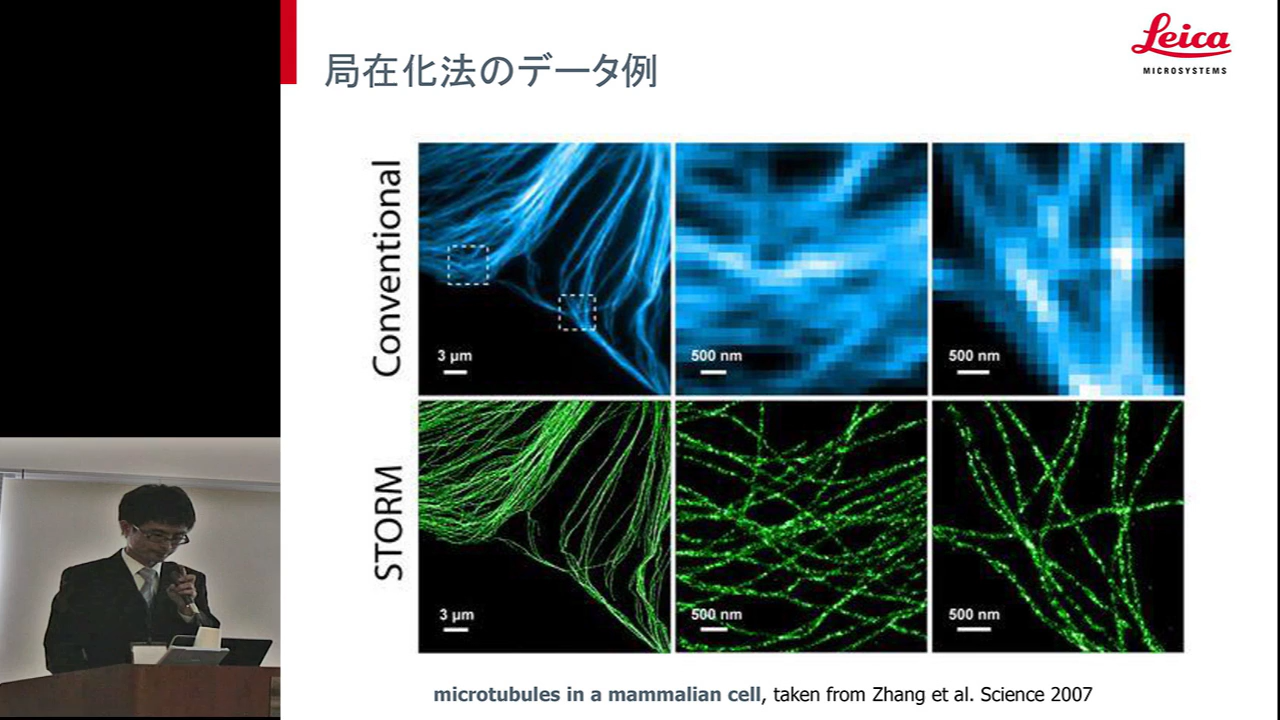 局在化法のデータ例
Leica
MICROSYSTEMS
Conventional
3 µm
500 nm
500 nm
STORM
3 µm
500 nm
500 nm
microtubules in a mammalian cell, taken from Zhang et al. Science 2007